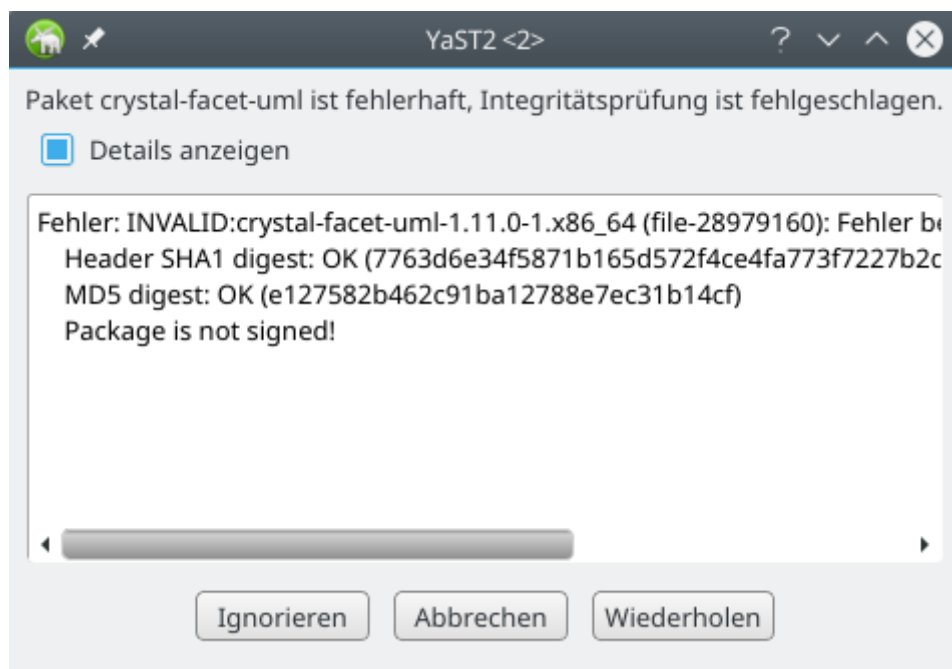 YaST2 <2>
Paket crystal-facet-uml ist fehlerhaft, Integritätsprüfung ist fehlgeschlagen.
Details anzeigen
Fehler: INVALID:crystal-facet-uml-1.11.0-1.x86_64 (file-28979160): Fehler be
Header SHA1 digest: OK (7763d6e34f5871b165d572f4ce4fa773f7227b2c
MD5 digest: OK (e127582b462c91ba12788e7ec31b14cf)
Package is not signed!
Ignorieren Abbrechen Wiederholen